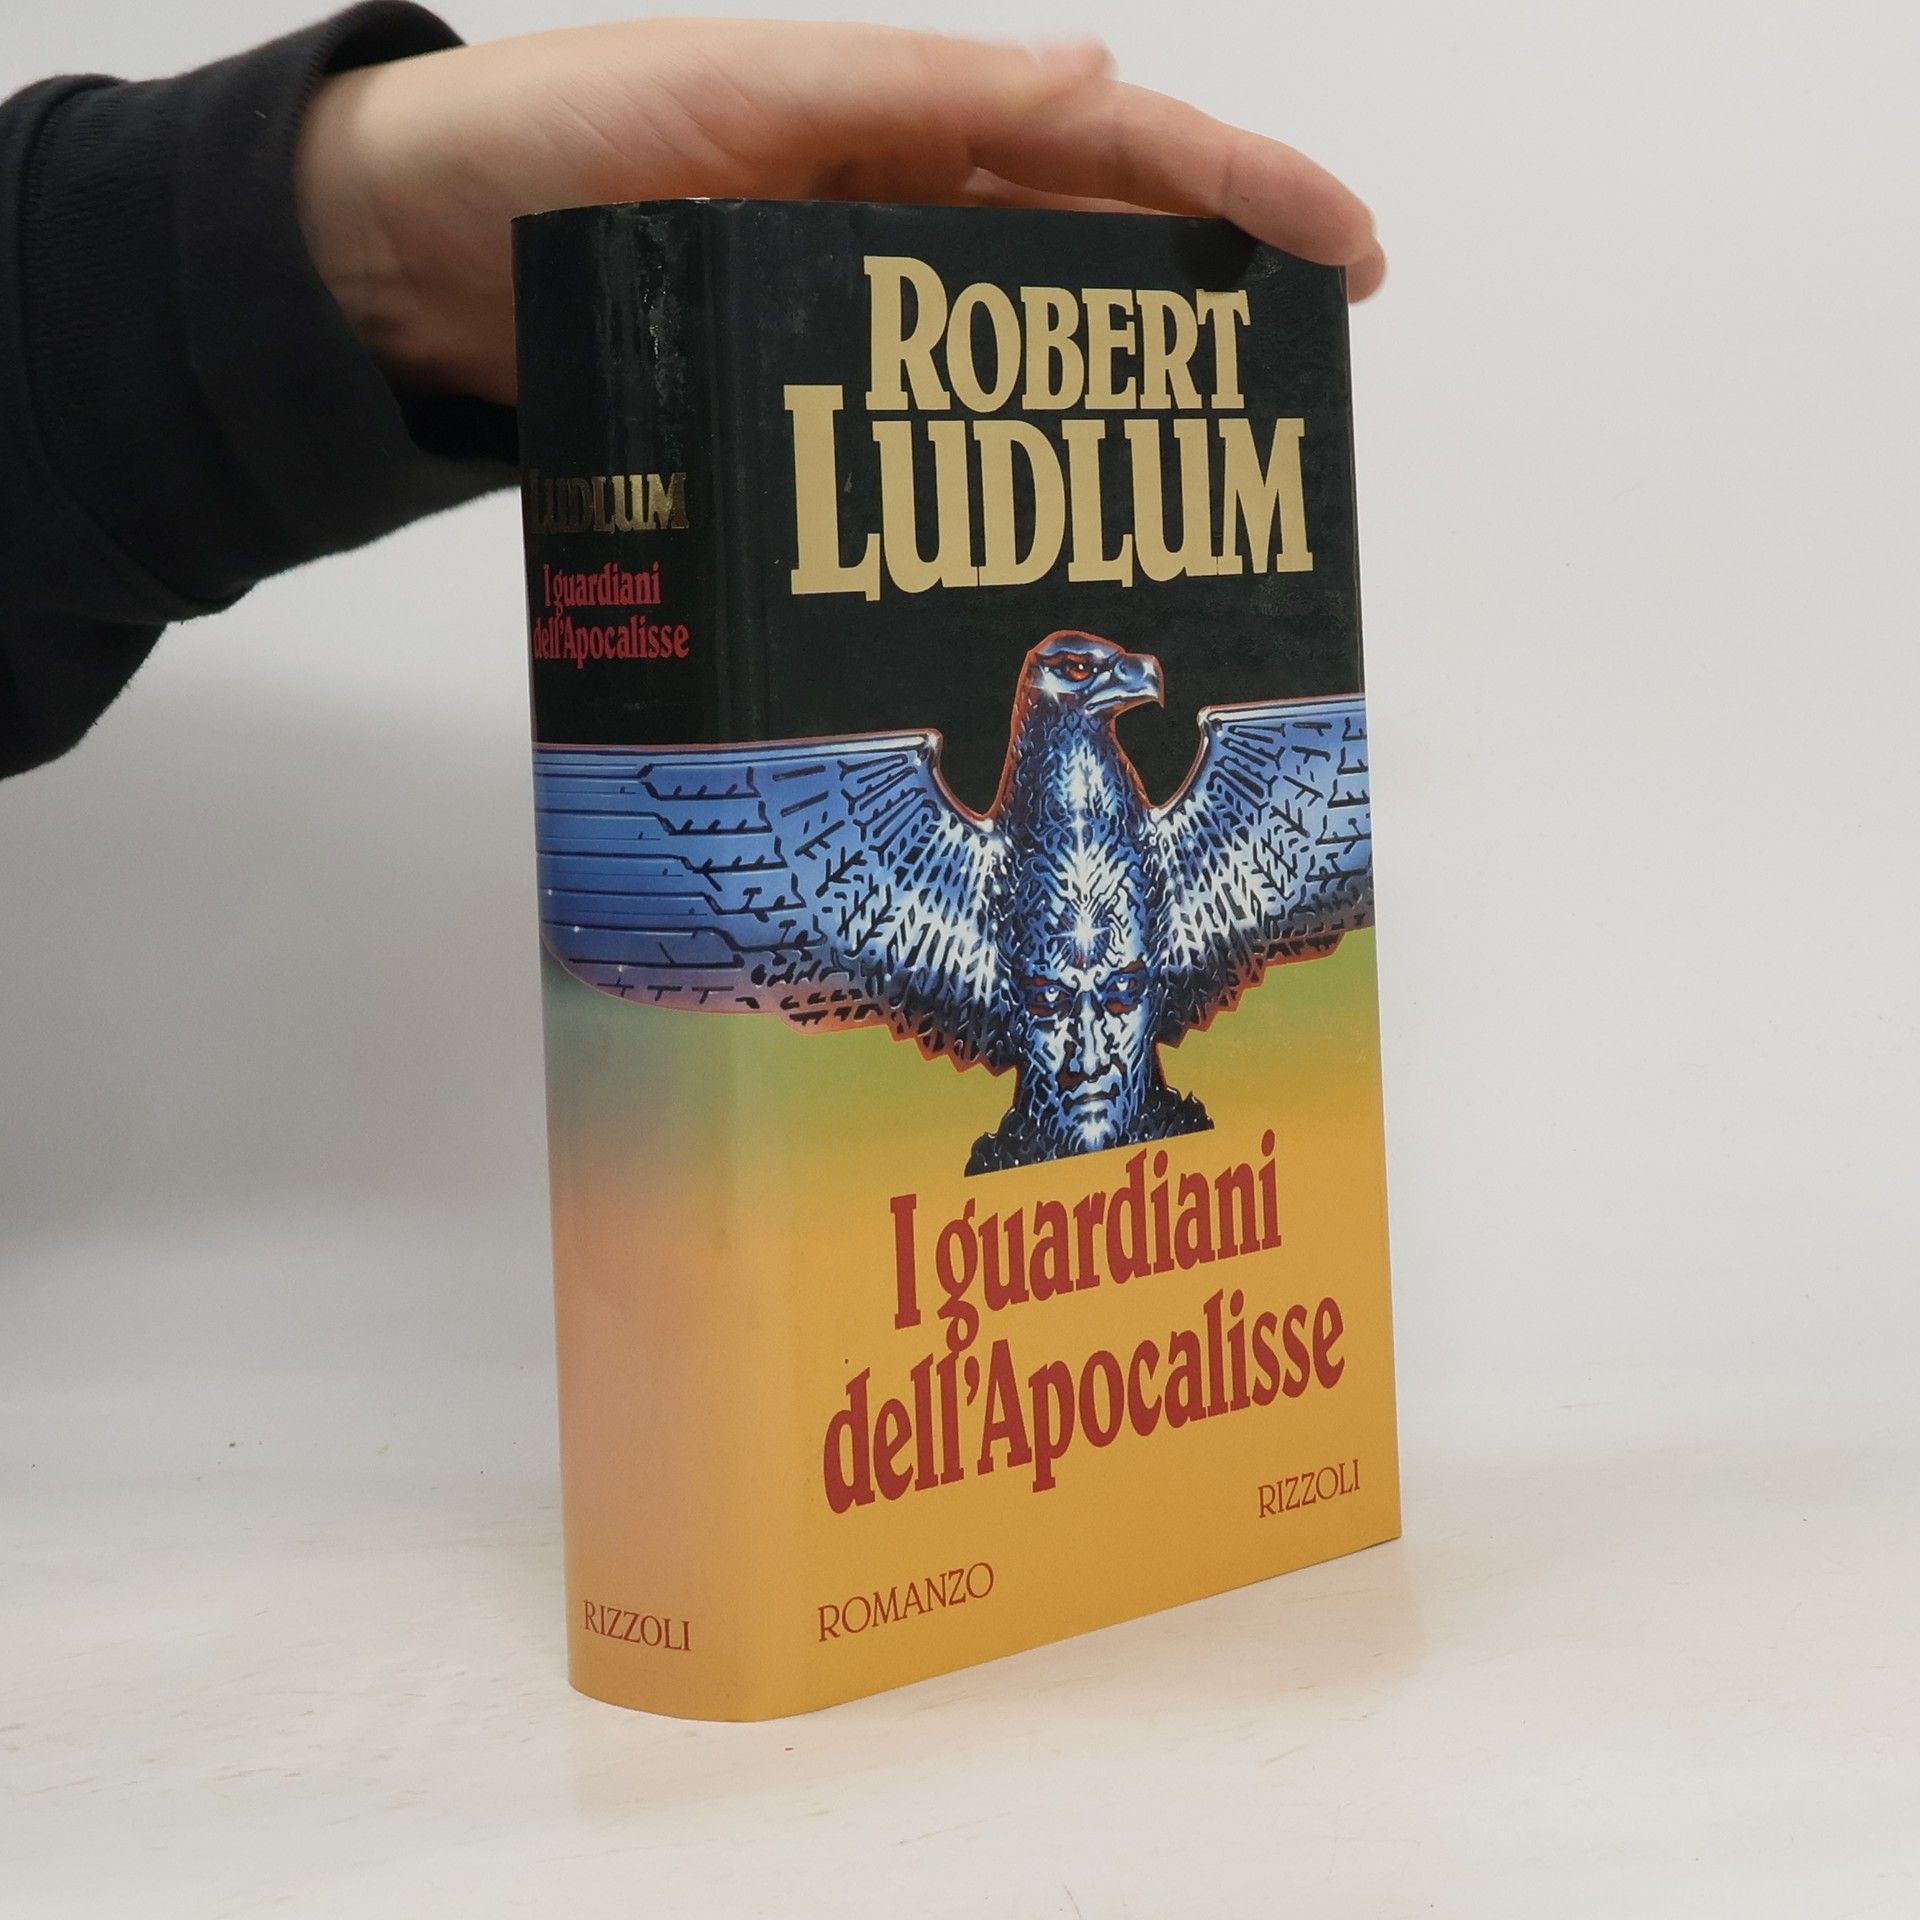 LUDLUM
I guardiani
dell'Apocalisse
RIZZOLI
ROBERT
LUDLUM
I guardiani
dell'Apocalisse
RIZZOLI
ROMANZO